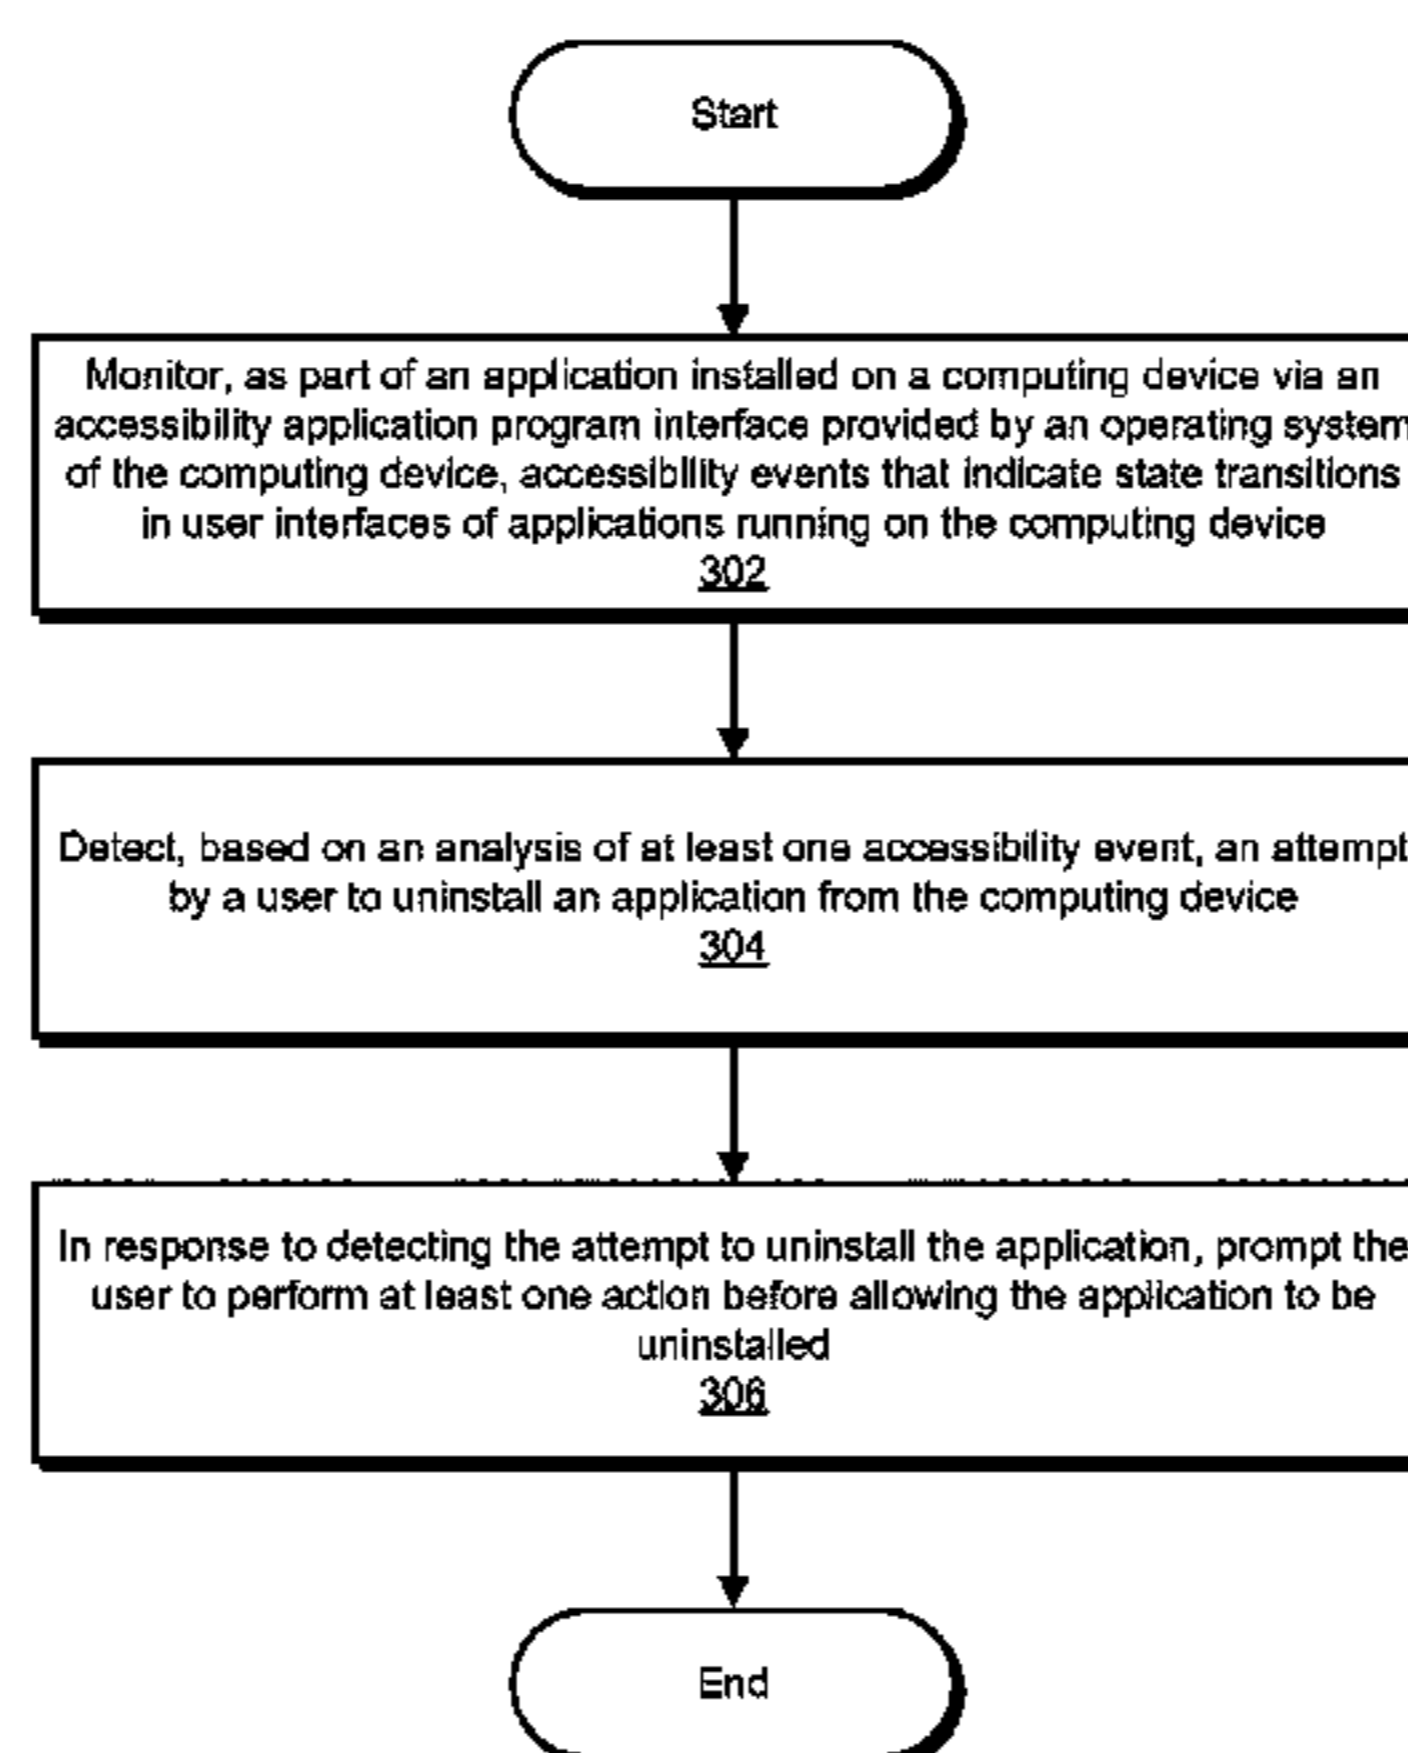 Start
Monitor, as part of an application installed on a computing device via an
accessibility application program interface provided by an operating system
of the computing device, accessibility events that indicate state transitions
in user interfaces of applications running on the computing device
302
Detect, based on an analysis of at least one accessibility event, an attempt
by a user to uninstall an application from the computing device
304
In response to detecting the attempt to uninstall the application, prompt the
user to perform at least one action before allowing the application to be
uninstalled
306
End